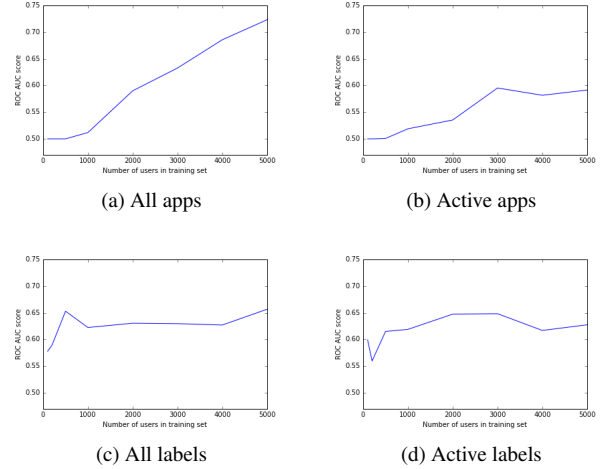 0.75
0.70
0.65
0.60
0.55
0.50
ROC AUC score
0 1000 2000 3000 4000 5000
Number of users in training set
(a) All apps
0.75
0.70
0.65
0.60
0.55
0.50
ROC AUC score
0 1000 2000 3000 4000 5000
Number of users in training set
(b) Active apps
0.75
0.70
0.65
0.60
0.55
0.50
ROC AUC score
0 1000 2000 3000 4000 5000
Number of users in training set
(c) All labels
0.75
0.70
0.65
0.60
0.55
0.50
ROC AUC score
0 1000 2000 3000 4000 5000
Number of users in training set
(d) Active labels